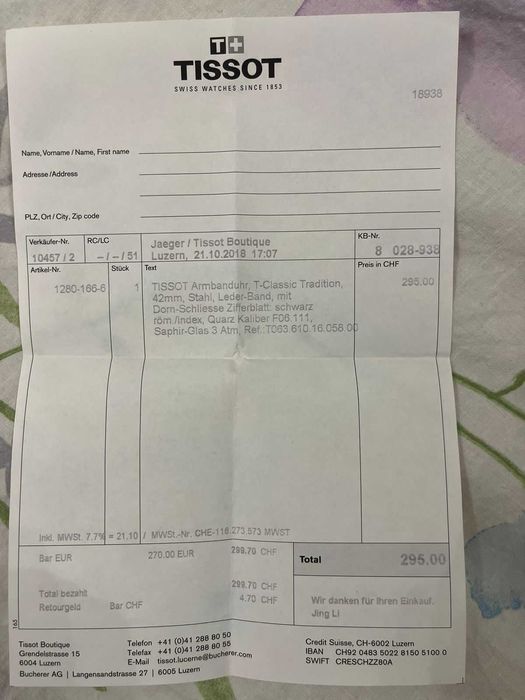 T+
TISSOT
SWISS WATCHES SINCE 1853
18938
Name, Vorname / Name, First name
Adresse /Address
PLZ, Ort / City, Zip code
Verkäufer-Nr. RC/LC Jaeger / Tissot Boutique KB-Nr.
10457 / 2 – / – / 51 Luzern, 21.10.2018 17:07 8 028-938
Artikel-Nr. Stück Text Preis in CHF
1280-166-6 1 TISSOT Armbanduhr, T-Classic Tradition, 295.00
42mm, Stahl, Leder-Band, mit
Dorn-Schliesse Zifferblatt: schwarz
röm./Index, Quarz Kaliber F06.111,
Saphir-Glas 3 Atm, Ref.:T063.610.16.058.00
Inkl. MWSt. 7.7% = 21.10 / MWSt.-Nr. CHE-116.273.573 MWST
Bar EUR 270.00 EUR 299.70 CHF Total 295.00
Total bezahlt 299.70 CHF
Retourgeld Bar CHF 4.70 CHF
Wir danken für Ihren Einkauf.
Jing Li
163
Tissot Boutique
Grendelstrasse 15
6004 Luzern
Telefon +41 (0)41 288 80 50
Telefax +41 (0)41 288 80 55
E-Mail tissot.lucerne@bucherer.com
Bucherer AG | Langensandstrasse 27 | 6005 Luzern
Credit Suisse, CH-6002 Luzern
IBAN CH92 0483 5022 8150 5100 0
SWIFT CRESCHZZ80A